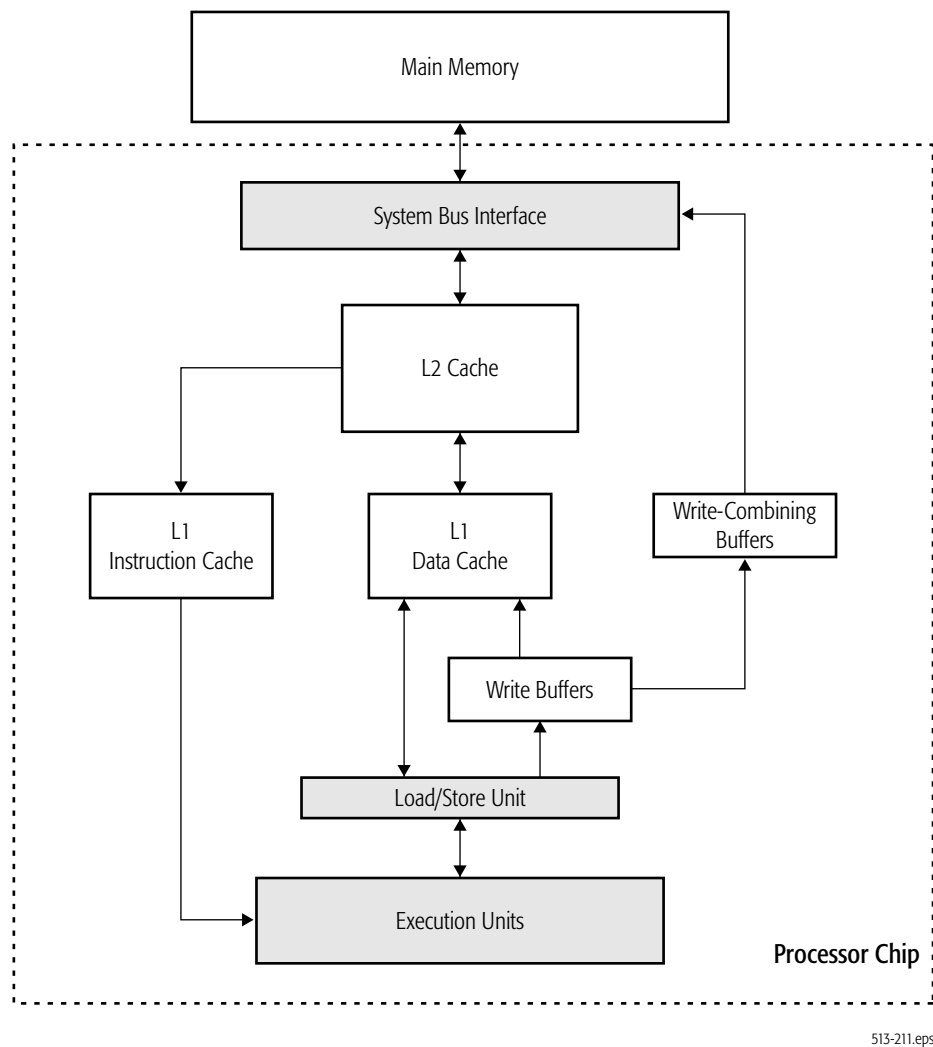 Main Memory
System Bus Interface
L2 Cache
L1
Instruction Cache
L1
Data Cache
Write-Combining
Buffers
Write Buffers
Load/Store Unit
Execution Units
Processor Chip
513-211.eps